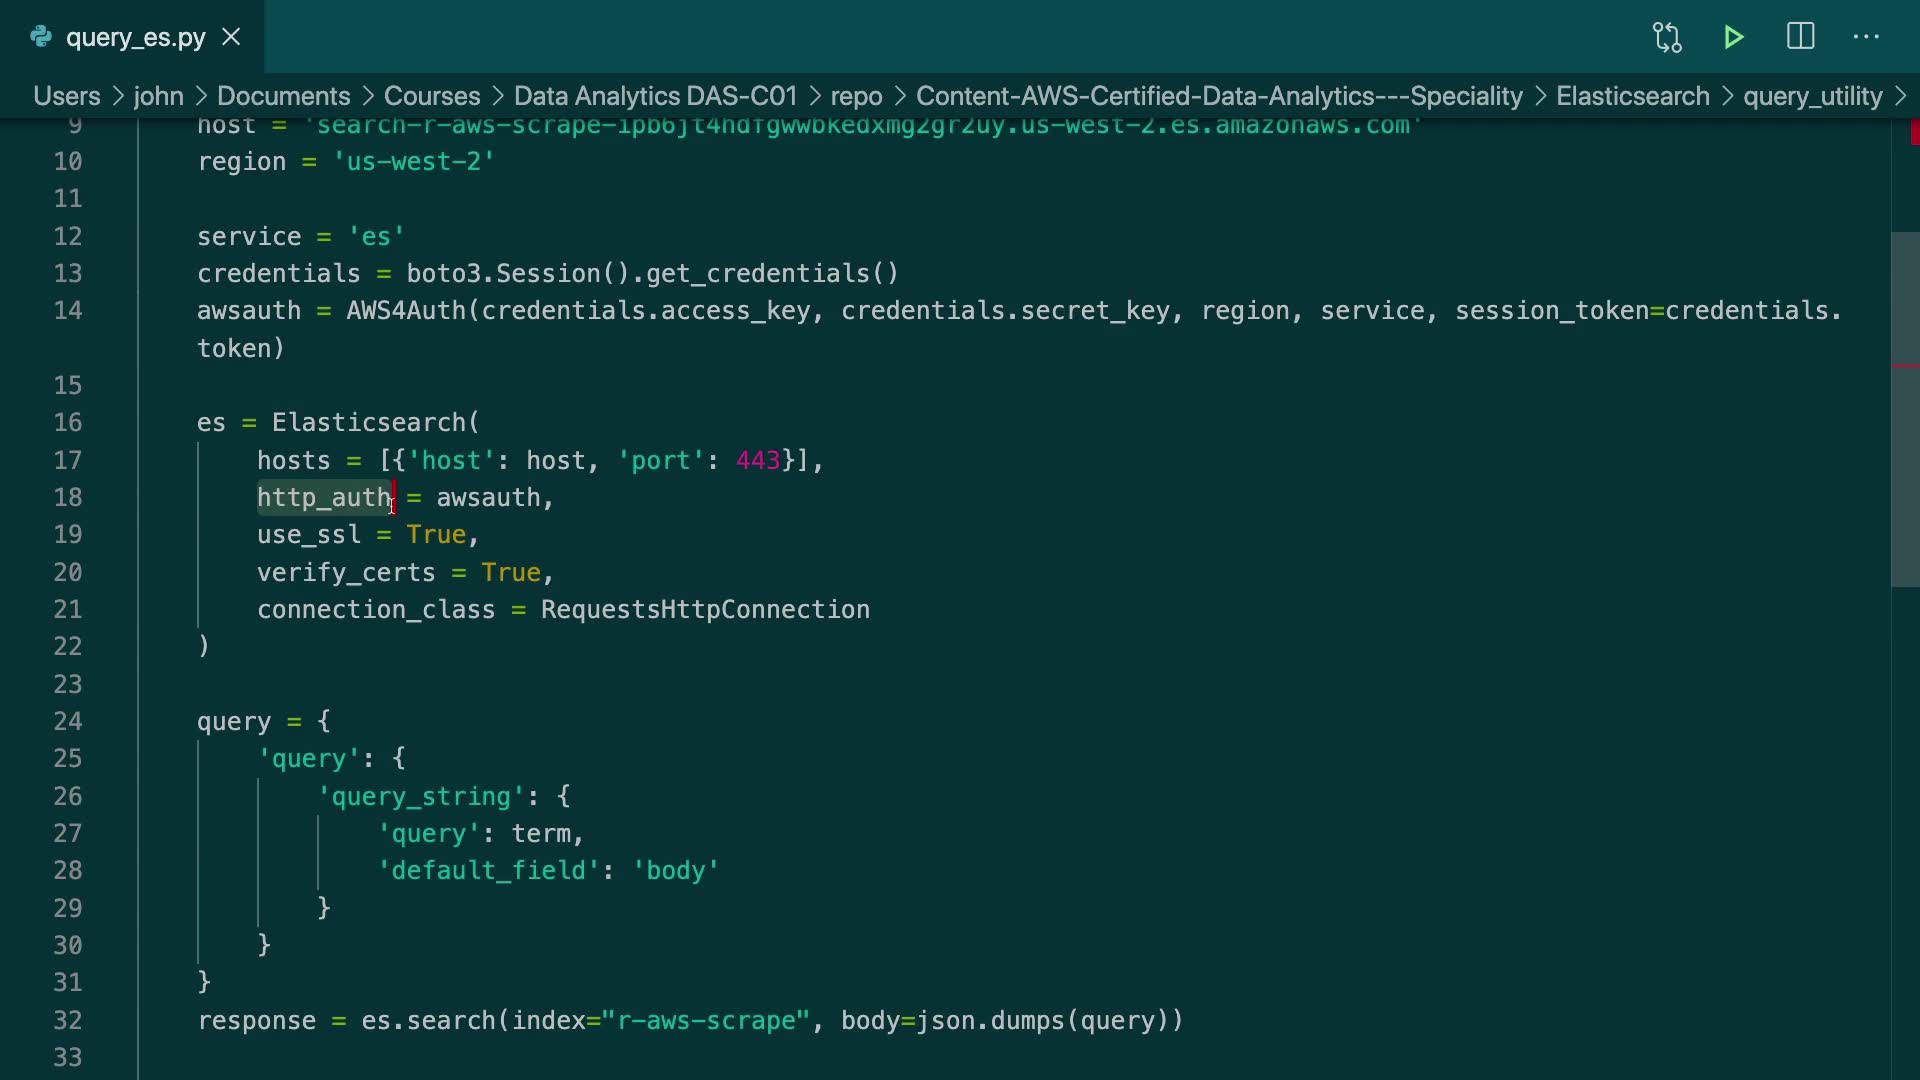 query_es.py
Users > john > Documents > Courses > Data Analytics DAS-C01 > repo > Content-AWS-Certified-Data-Analytics---Speciality > Elasticsearch > query_utility >
9 host = 'search-r-aws-scrape-ipb6jt4hdfgwwbkedxmg2gr2uy.us-west-2.es.amazonaws.com'
10 region = 'us-west-2'
11
12 service = 'es'
13 credentials = boto3.Session().get_credentials()
14 awsauth = AWS4Auth(credentials.access_key, credentials.secret_key, region, service, session_token=credentials.
token)
15
16 es = Elasticsearch(
17 hosts = [{'host': host, 'port': 443}],
18 http_auth = awsauth,
19 use_ssl = True,
20 verify_certs = True,
21 connection_class = RequestsHttpConnection
22 )
23
24 query = {
25 'query': {
26 'query_string': {
27 'query': term,
28 'default_field': 'body'
29 }
30 }
31 }
32 response = es.search(index="r-aws-scrape", body=json.dumps(query))
33